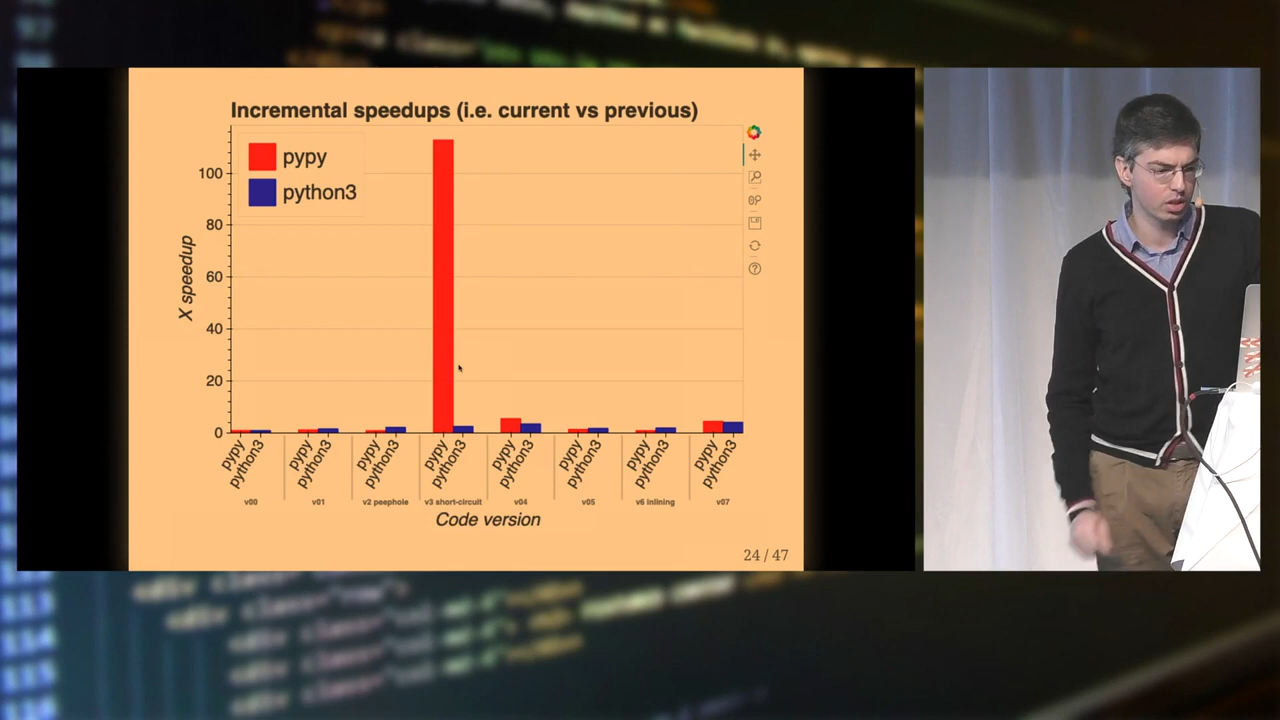 Incremental speedups (i.e. current vs previous)
pypy
python3
X speedup
100
80
60
40
20
0
pypy python3 pypy python3 pypy python3 pypy python3 pypy python3 pypy python3 pypy python3 pypy python3
v00 v01 v2 peephole v3 short-circuit v04 v05 v6 inlining v07
Code version
24 / 47